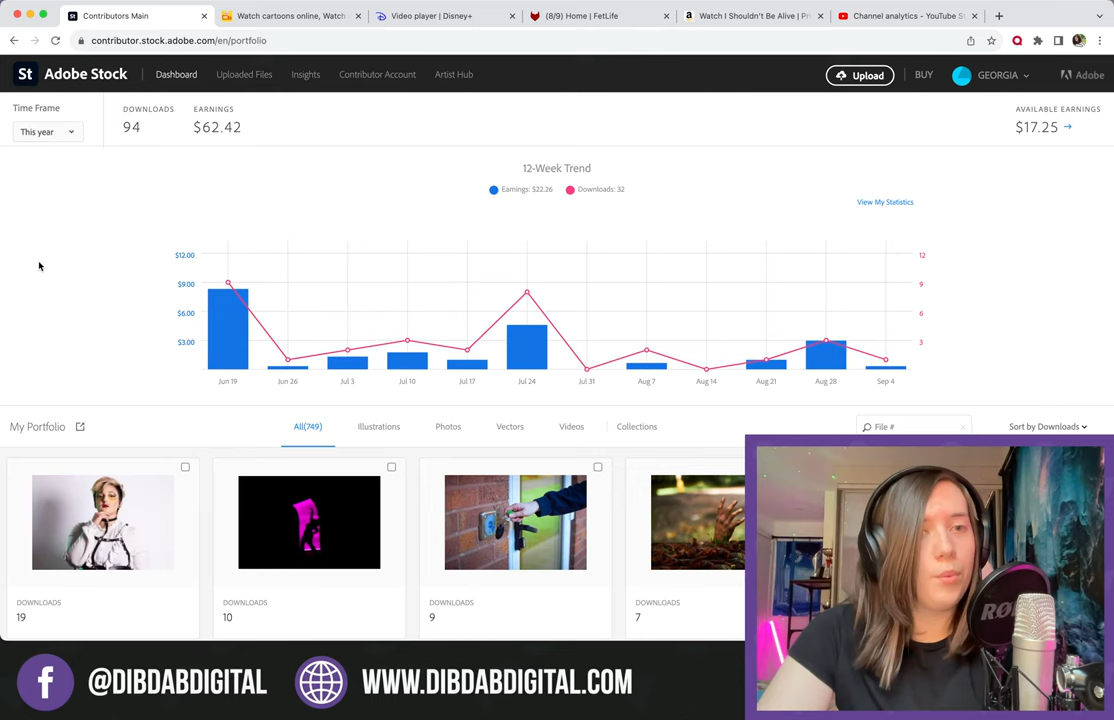 Contributors Main
Watch cartoons online, Watch
Video player | Disney+
(8/9) Home | FetLife
Watch I Shouldn't Be Alive | Pri
Channel analytics - YouTube St
contributor.stock.adobe.com/en/portfolio
St Adobe Stock
Dashboard
Uploaded Files
Insights
Contributor Account
Artist Hub
Upload
BUY
GEORGIA
Adobe
Time Frame
This year
DOWNLOADS
94
EARNINGS
$62.42
AVAILABLE EARNINGS
$17.25
12-Week Trend
Earnings: $22.26
Downloads: 32
View My Statistics
$12.00
$9.00
$6.00
$3.00
12
9
6
3
Jun 19
Jun 26
Jul 3
Jul 10
Jul 17
Jul 24
Jul 31
Aug 7
Aug 14
Aug 21
Aug 28
Sep 4
My Portfolio
All(749)
Illustrations
Photos
Vectors
Videos
Collections
File #
Sort by Downloads
DOWNLOADS
19
DOWNLOADS
10
DOWNLOADS
9
DOWNLOADS
7
RØDE
@DIBDABDIGITAL
WWW.DIBDABDIGITAL.COM